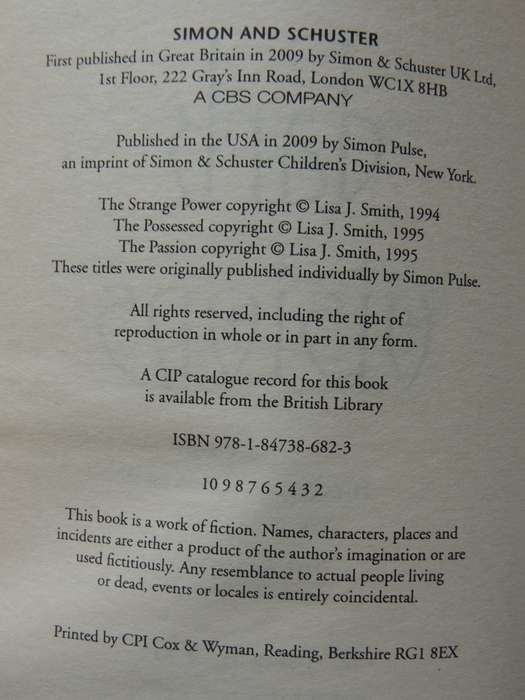 SIMON AND SCHUSTER
First published in Great Britain in 2009 by Simon & Schuster UK Ltd,
1st Floor, 222 Gray's Inn Road, London WC1X 8HB
A CBS COMPANY
Published in the USA in 2009 by Simon Pulse,
an imprint of Simon & Schuster Children's Division, New York.
The Strange Power copyright © Lisa J. Smith, 1994
The Possessed copyright © Lisa J. Smith, 1995
The Passion copyright © Lisa J. Smith, 1995
These titles were originally published individually by Simon Pulse.
All rights reserved, including the right of
reproduction in whole or in part in any form.
A CIP catalogue record for this book
is available from the British Library
ISBN 978-1-84738-682-3
10 9 8 7 6 5 4 3 2
This book is a work of fiction. Names, characters, places and
incidents are either a product of the author's imagination or are
used fictitiously. Any resemblance to actual people living
or dead, events or locales is entirely coincidental.
Printed by CPI Cox & Wyman, Reading, Berkshire RG1 8EX